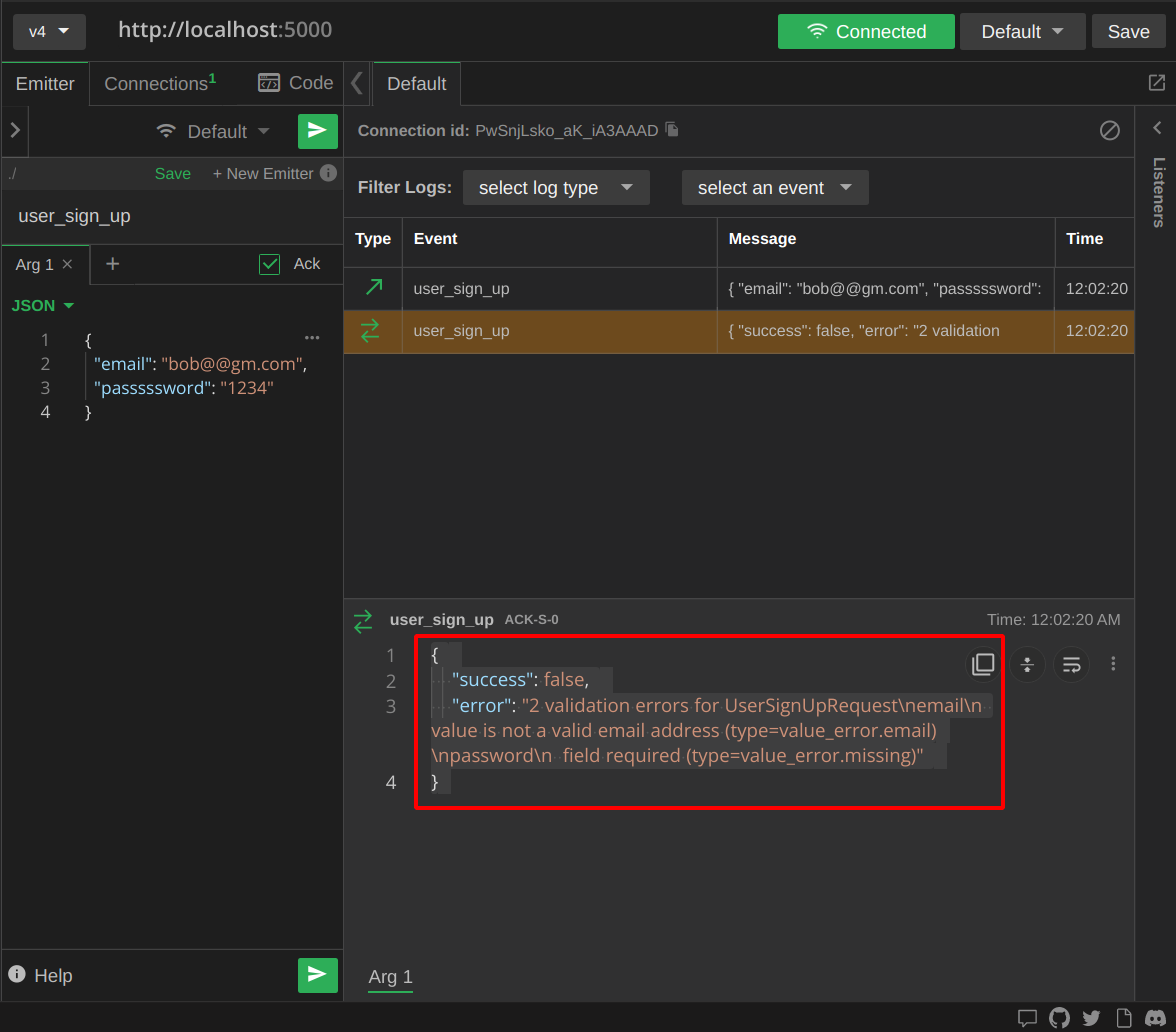 v4
http://localhost:5000
Connected
Default
Save
Emitter
Connections1
Code
Default
Default
Connection id: PwSnjLsko_aK_iA3AAAD
./
Save
+ New Emitter
Filter Logs:
select log type
select an event
Listeners
user_sign_up
Arg 1
Ack
JSON
1 {
2 "email": "bob@@gm.com",
3 "passsssword": "1234"
4 }
Type Event Message Time
user_sign_up { "email": "bob@@gm.com", "passsssword": 12:02:20
user_sign_up { "success": false, "error": "2 validation 12:02:20
user_sign_up ACK-S-0 Time: 12:02:20 AM
1 {
2 "success": false,
3 "error": "2 validation errors for UserSignUpRequest\nemail\n
value is not a valid email address (type=value_error.email)
\npassword\n  field required (type=value_error.missing)"
4 }
Help
Arg 1